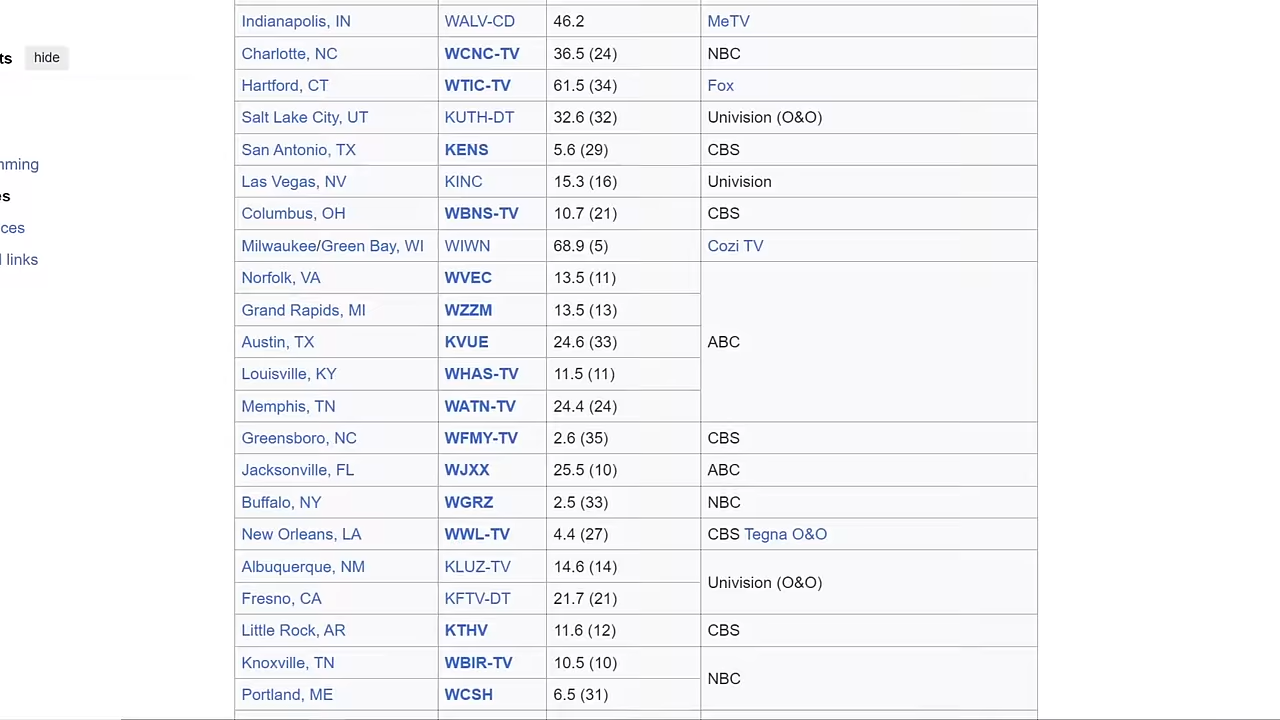 Indianapolis, IN WALV-CD 46.2 MeTV
ts hide
Charlotte, NC WCNC-TV 36.5 (24) NBC
Hartford, CT WTIC-TV 61.5 (34) Fox
Salt Lake City, UT KUTH-DT 32.6 (32) Univision (O&O)
San Antonio, TX KENS 5.6 (29) CBS
mming
Las Vegas, NV KINC 15.3 (16) Univision
es
Columbus, OH WBNS-TV 10.7 (21) CBS
ces
Milwaukee/Green Bay, WI WIWN 68.9 (5) Cozi TV
l links
Norfolk, VA WVEC 13.5 (11)
Grand Rapids, MI WZZM 13.5 (13)
Austin, TX KVUE 24.6 (33) ABC
Louisville, KY WHAS-TV 11.5 (11)
Memphis, TN WATN-TV 24.4 (24)
Greensboro, NC WFMY-TV 2.6 (35) CBS
Jacksonville, FL WJXX 25.5 (10) ABC
Buffalo, NY WGRZ 2.5 (33) NBC
New Orleans, LA WWL-TV 4.4 (27) CBS Tegna O&O
Albuquerque, NM KLUZ-TV 14.6 (14)
Univision (O&O)
Fresno, CA KFTV-DT 21.7 (21)
Little Rock, AR KTHV 11.6 (12) CBS
Knoxville, TN WBIR-TV 10.5 (10)
NBC
Portland, ME WCSH 6.5 (31)